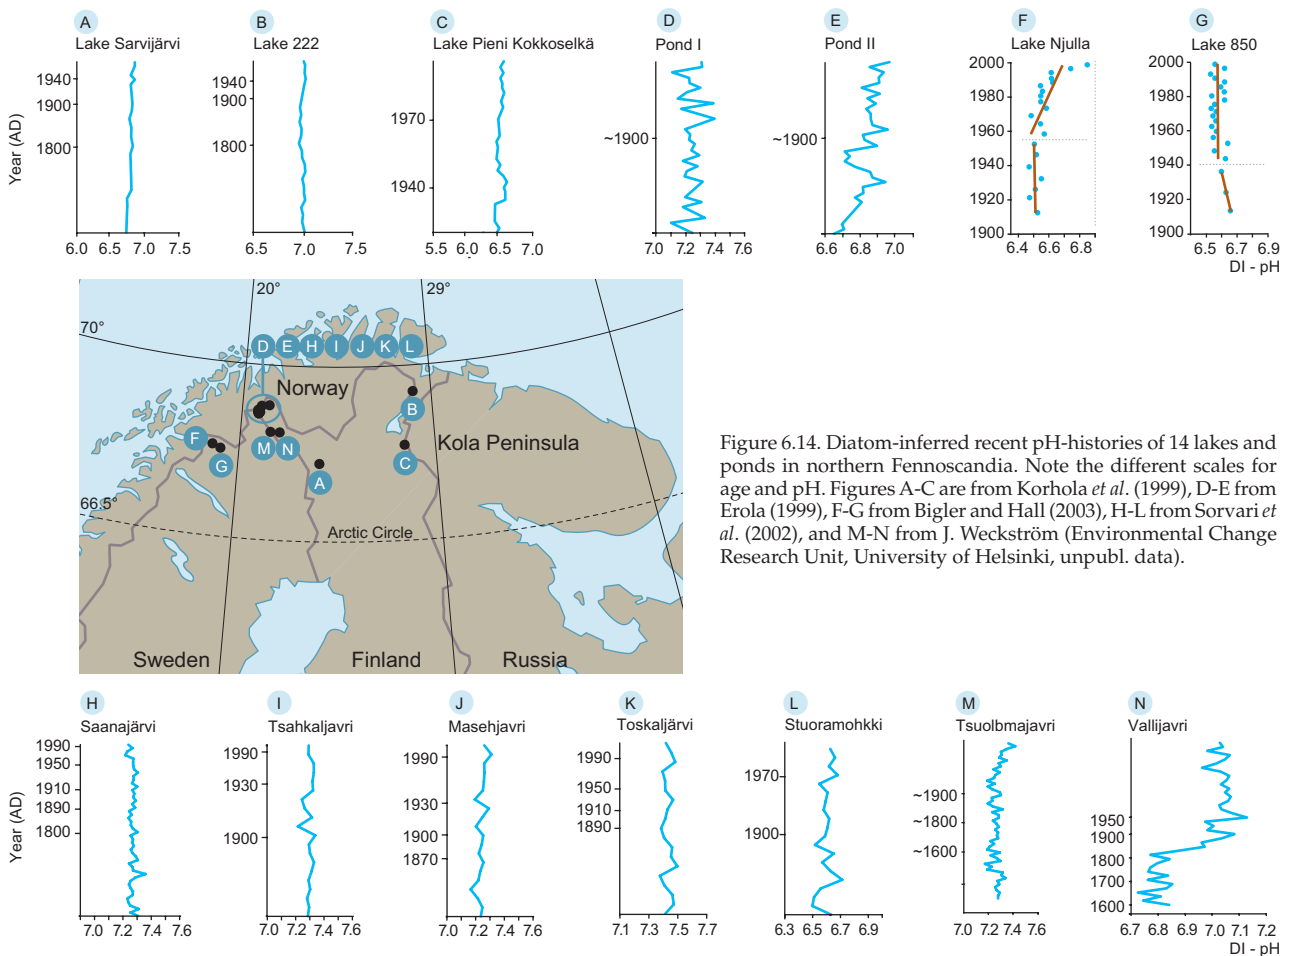 A
B
C
D
E
F
G
Lake Sarvijärvi
Lake 222
Lake Pieni Kokkoselkä
Pond I
Pond II
Lake Njulla
Lake 850
Year (AD)
1940
1900
1800
6.0 6.5 7.0 7.5
1940
1900
1800
6.5 7.0 7.5
1970
1940
5.5 6.0 6.5 7.0
~1900
7.0 7.2 7.4 7.6
~1900
6.6 6.8 7.0
2000
1980
1960
1940
1920
1900
6.4 6.6 6.8
2000
1980
1960
1940
1920
1900
6.5 6.7 6.9
DI - pH
20°
29°
70°
D E H I J K L
Norway
B
F
Kola Peninsula
M N
G
C
A
66.5°
Arctic Circle
Sweden
Finland
Russia
Figure 6.14. Diatom-inferred recent pH-histories of 14 lakes and
ponds in northern Fennoscandia. Note the different scales for
age and pH. Figures A-C are from Korhola et al. (1999), D-E from
Erola (1999), F-G from Bigler and Hall (2003), H-L from Sorvari et
al. (2002), and M-N from J. Weckström (Environmental Change
Research Unit, University of Helsinki, unpubl. data).
H
I
J
K
L
M
N
Saanajärvi
Tsahkaljavri
Masehjavri
Toskaljärvi
Stuoramohkki
Tsuolbmajavri
Vallijavri
Year (AD)
1990
1950
1910
1890
1800
7.0 7.2 7.4 7.6
1990
1930
1900
7.0 7.2 7.4 7.6
1990
1930
1900
1870
7.0 7.2 7.4 7.6
1990
1950
1910
1890
7.1 7.3 7.5 7.7
1970
1900
6.3 6.5 6.7 6.9
~1900
~1800
~1600
7.0 7.2 7.4 7.6
1950
1900
1800
1700
1600
6.7 6.8 6.9 7.0 7.1 7.2
DI - pH